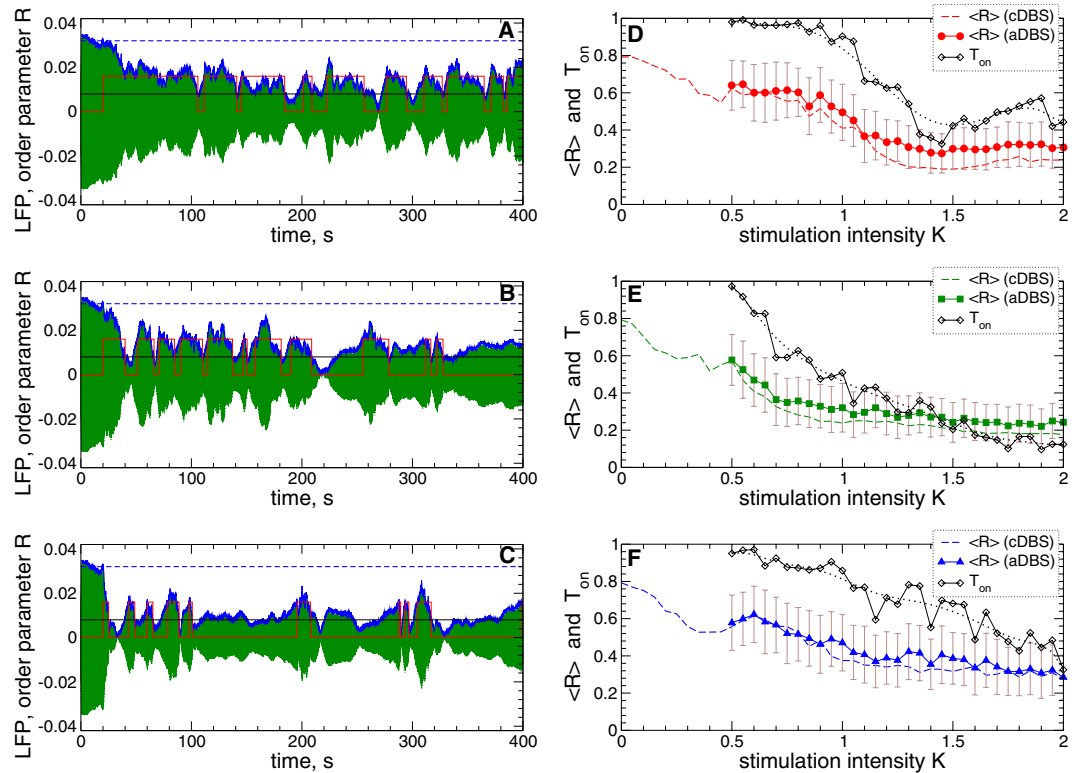 A
LFP, order parameter R
0.04
0.02
0
-0.02
-0.04
0 100 200 300 400
time, s
D
<R> (cDBS)
<R> (aDBS)
T_on
<R> and T_on
1
0.8
0.6
0.4
0.2
0
0 0.5 1 1.5 2
stimulation intensity K
B
LFP, order parameter R
0.04
0.02
0
-0.02
-0.04
0 100 200 300 400
time, s
E
<R> (cDBS)
<R> (aDBS)
T_on
<R> and T_on
1
0.8
0.6
0.4
0.2
0
0 0.5 1 1.5 2
stimulation intensity K
C
LFP, order parameter R
0.04
0.02
0
-0.02
-0.04
0 100 200 300 400
time, s
F
<R> (cDBS)
<R> (aDBS)
T_on
<R> and T_on
1
0.8
0.6
0.4
0.2
0
0 0.5 1 1.5 2
stimulation intensity K